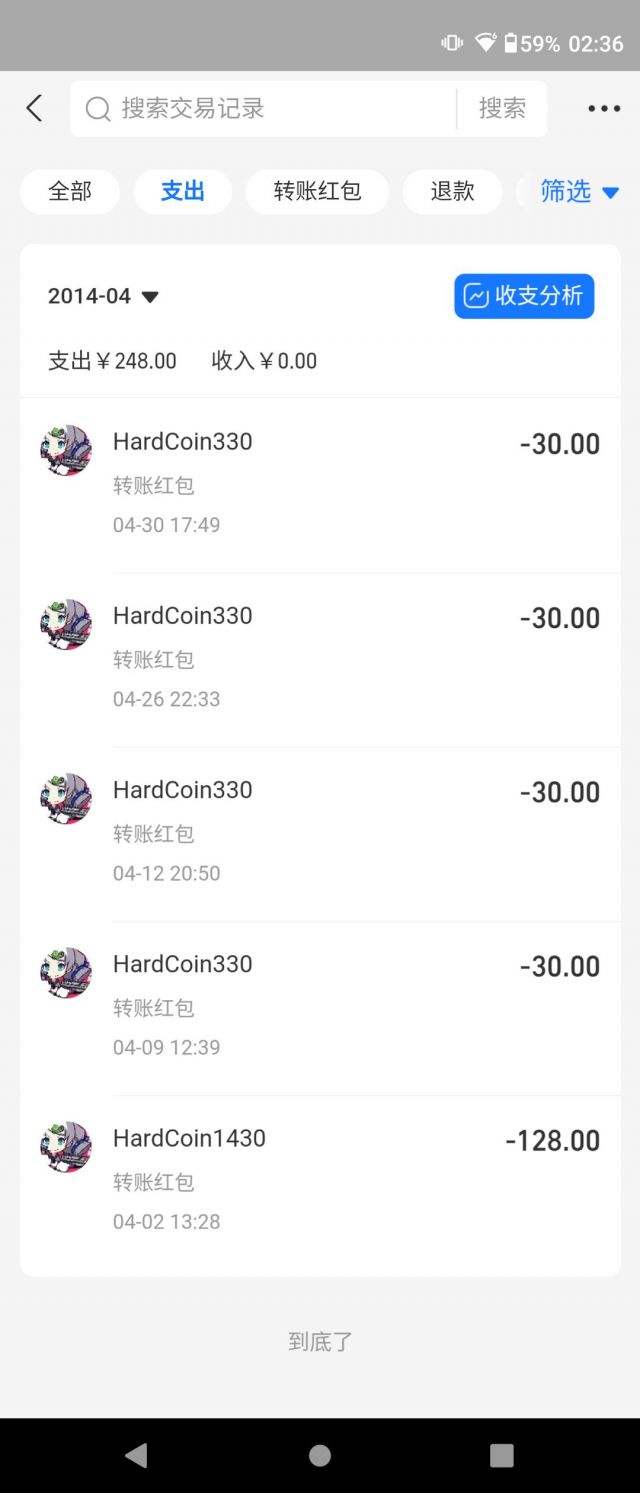 59% 02:36
搜索交易记录 搜索
全部 支出 转账红包 退款 筛选
2014-04 收支分析
支出￥248.00 收入￥0.00
HardCoin330 -30.00
转账红包
04-30 17:49
HardCoin330 -30.00
转账红包
04-26 22:33
HardCoin330 -30.00
转账红包
04-12 20:50
HardCoin330 -30.00
转账红包
04-09 12:39
HardCoin1430 -128.00
转账红包
04-02 13:28
到底了